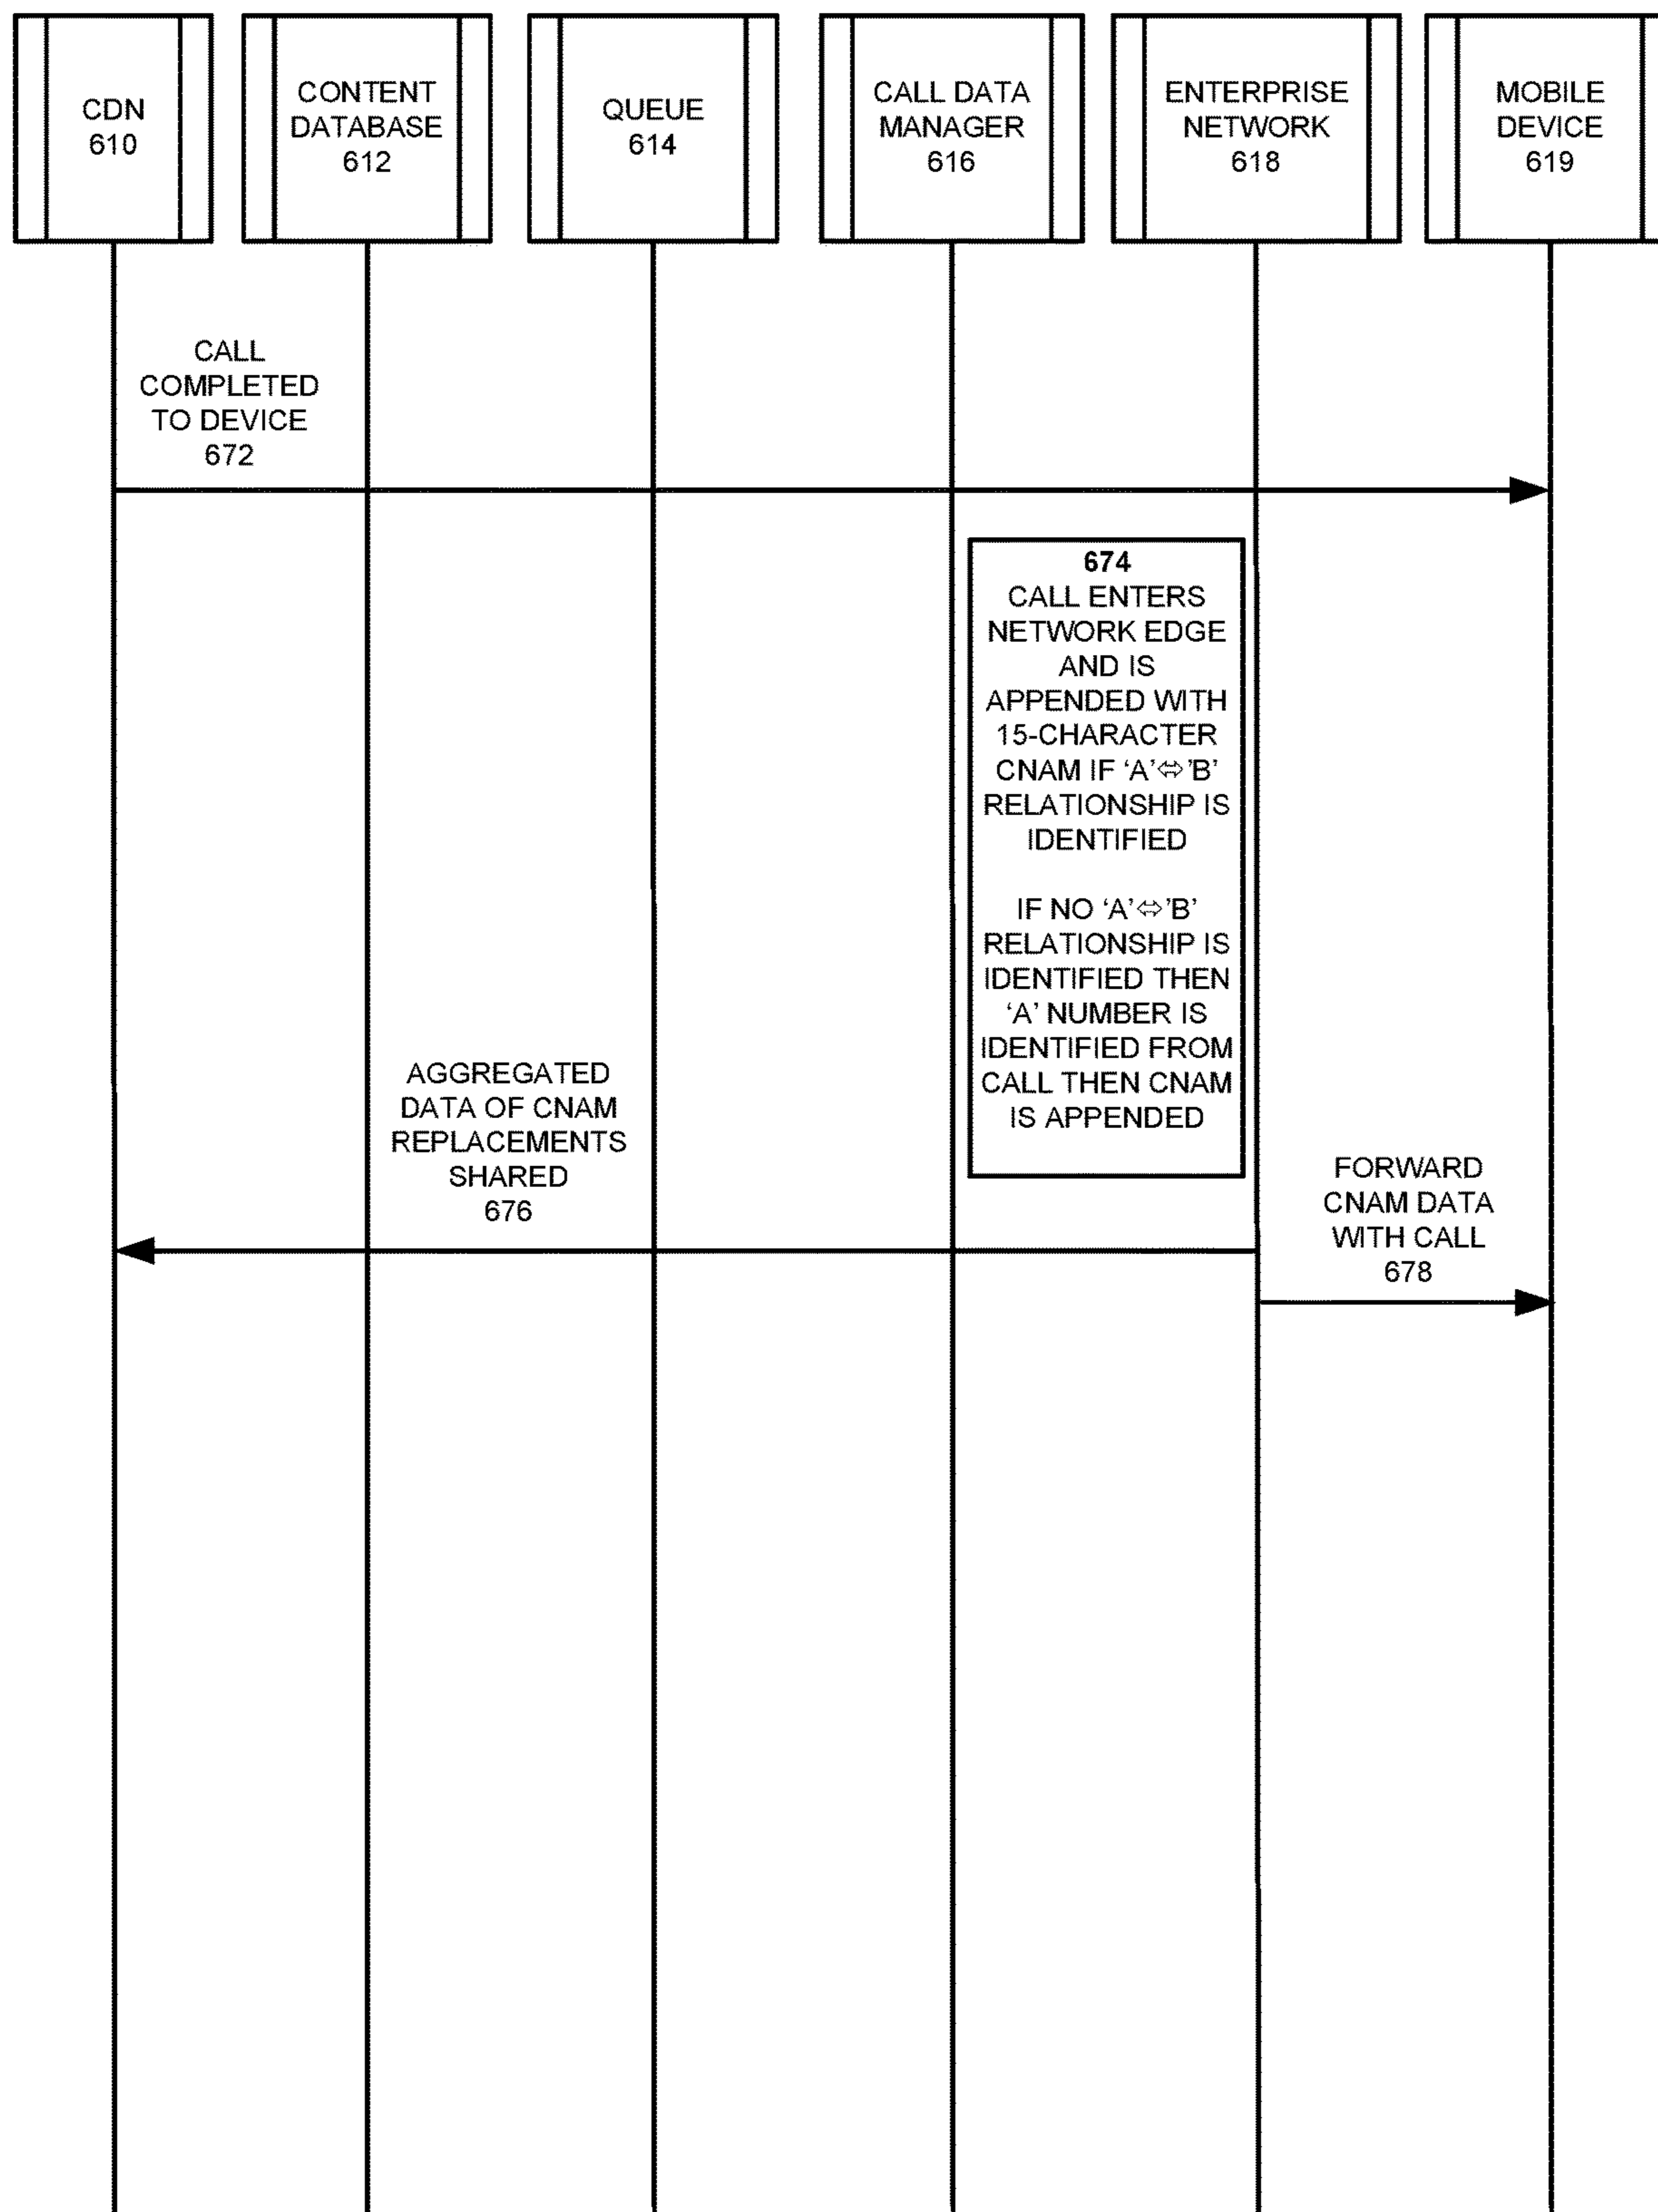 CDN
610
CONTENT
DATABASE
612
QUEUE
614
CALL DATA
MANAGER
616
ENTERPRISE
NETWORK
618
MOBILE
DEVICE
619
CALL
COMPLETED
TO DEVICE
672
674
CALL ENTERS
NETWORK EDGE
AND IS
APPENDED WITH
15-CHARACTER
CNAM IF ‘A’⇔’B’
RELATIONSHIP IS
IDENTIFIED
IF NO ‘A’⇔’B’
RELATIONSHIP IS
IDENTIFIED THEN
‘A’ NUMBER IS
IDENTIFIED FROM
CALL THEN CNAM
IS APPENDED
AGGREGATED
DATA OF CNAM
REPLACEMENTS
SHARED
676
FORWARD
CNAM DATA
WITH CALL
678